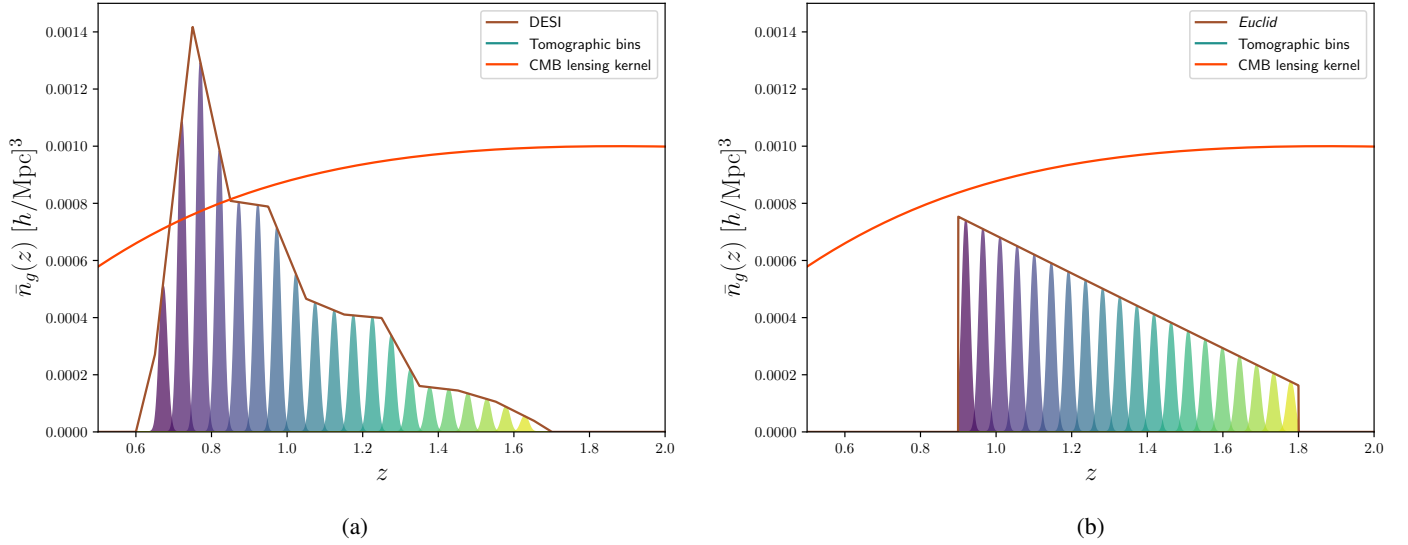 0.0014
0.0012
0.0010
0.0008
0.0006
0.0004
0.0002
0.0000
n̄_g(z) [h/Mpc]^3
DESI
Tomographic bins
CMB lensing kernel
0.6 0.8 1.0 1.2 1.4 1.6 1.8 2.0
z
(a)
0.0014
0.0012
0.0010
0.0008
0.0006
0.0004
0.0002
0.0000
n̄_g(z) [h/Mpc]^3
Euclid
Tomographic bins
CMB lensing kernel
0.6 0.8 1.0 1.2 1.4 1.6 1.8 2.0
z
(b)